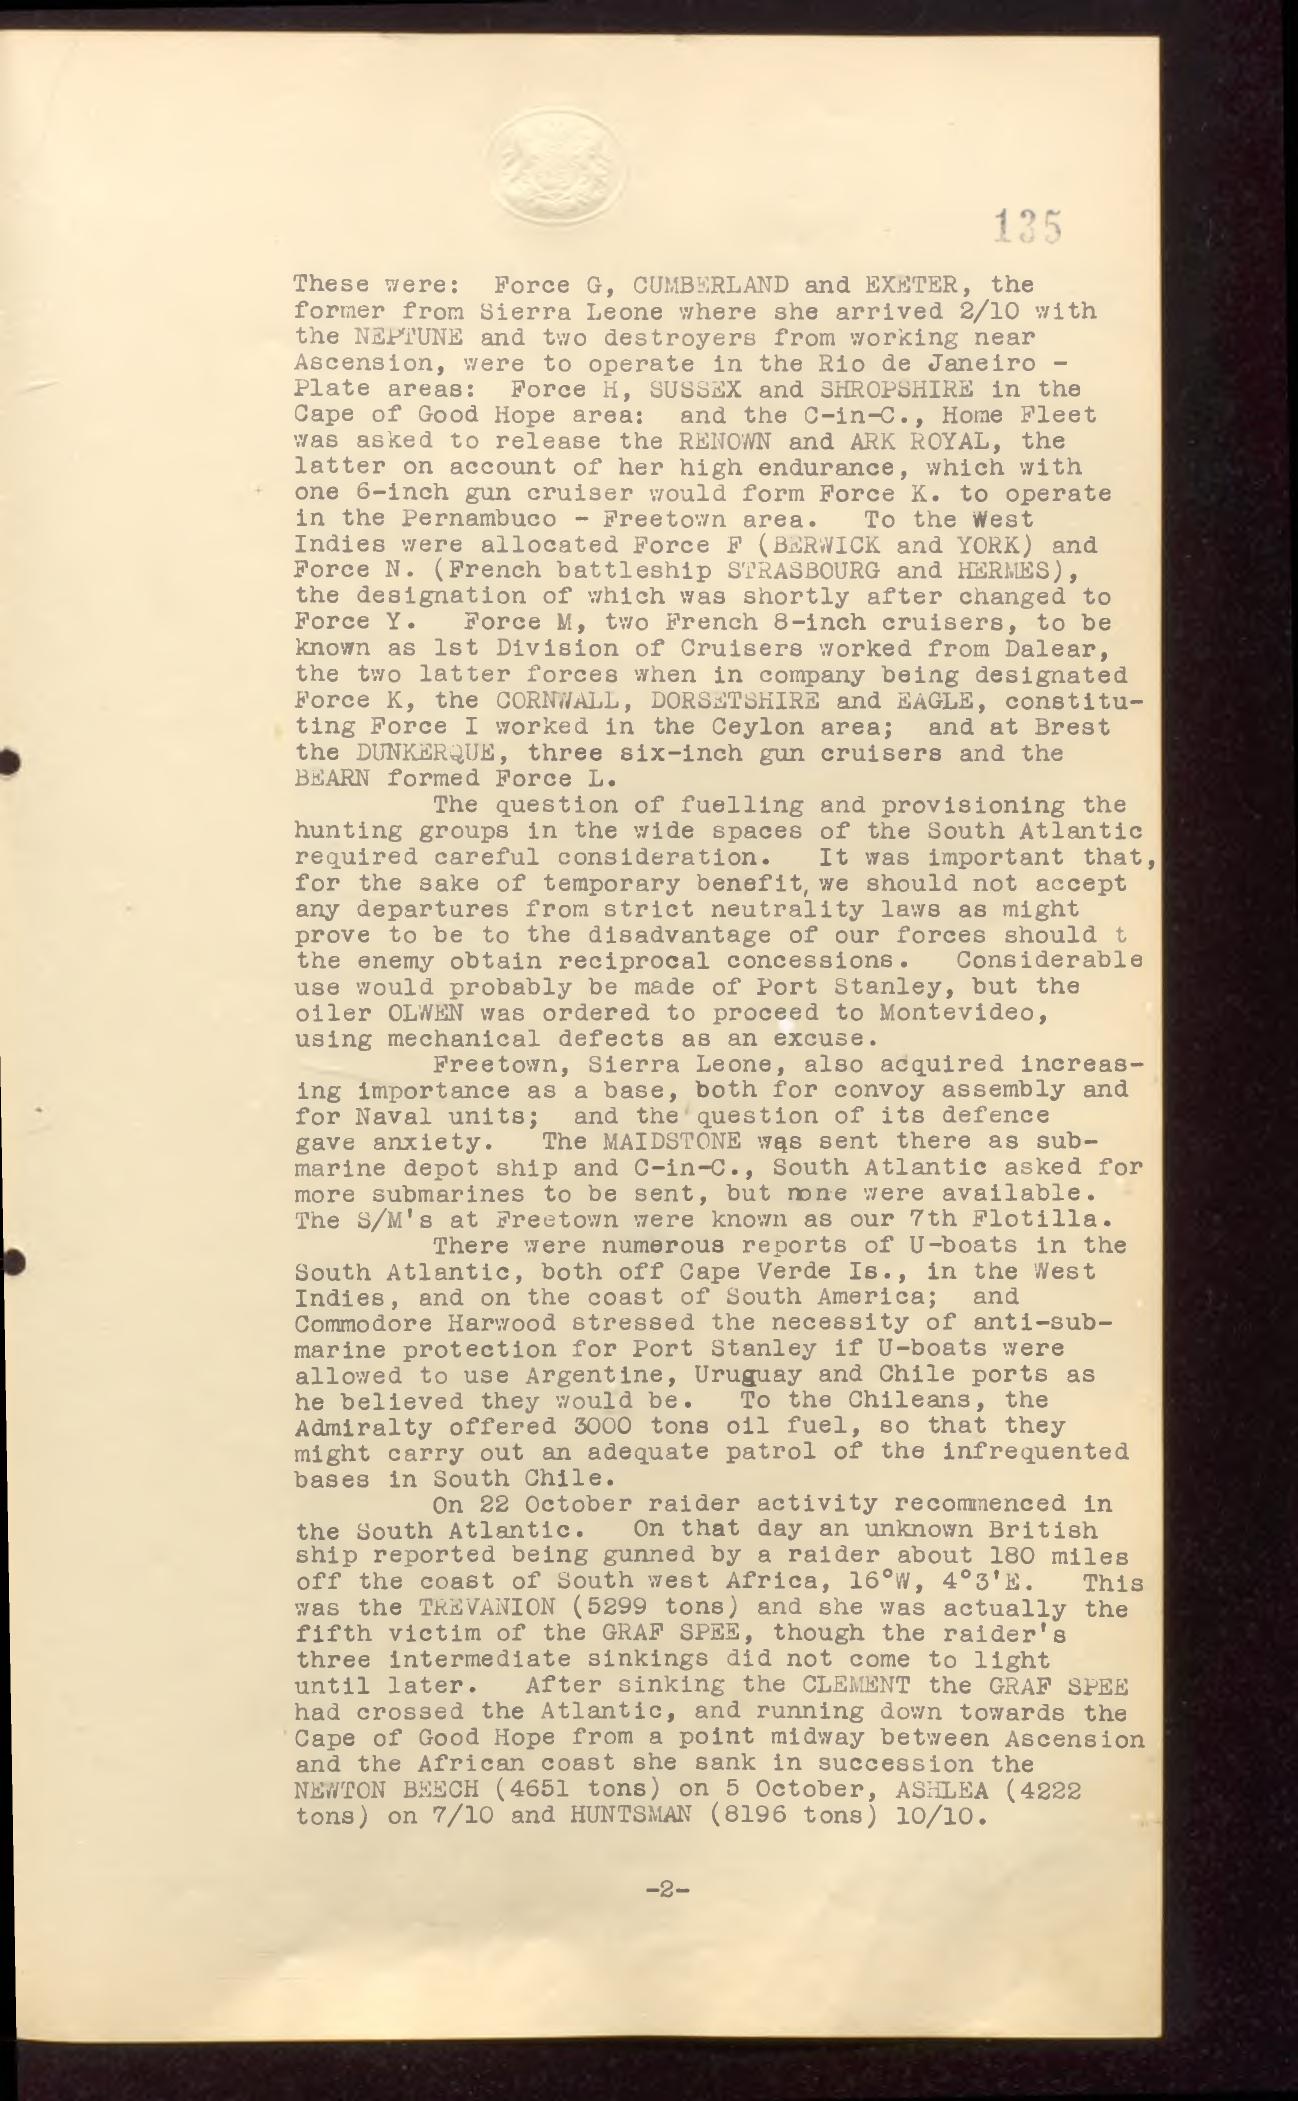 135
These were: Force G, CUMBERLAND and EXETER, the
former from Sierra Leone where she arrived 2/10 with
the NEPTUNE and two destroyers from working near
Ascension, were to operate in the Rio de Janeiro -
Plate areas: Force H, SUSSEX and SHROPSHIRE in the
Cape of Good Hope area: and the C-in-C., Home Fleet
was asked to release the RENOWN and ARK ROYAL, the
latter on account of her high endurance, which with
one 6-inch gun cruiser would form Force K. to operate
in the Pernambuco - Freetown area. To the West
Indies were allocated Force F (BERWICK and YORK) and
Force N. (French battleship STRASBOURG and HERMES),
the designation of which was shortly after changed to
Force Y. Force M, two French 8-inch cruisers, to be
known as 1st Division of Cruisers worked from Dalear,
the two latter forces when in company being designated
Force K, the CORNWALL, DORSETSHIRE and EAGLE, constitu-
ting Force I worked in the Ceylon area; and at Brest
the DUNKERQUE, three six-inch gun cruisers and the
BEARN formed Force L.
The question of fuelling and provisioning the
hunting groups in the wide spaces of the South Atlantic
required careful consideration. It was important that,
for the sake of temporary benefit, we should not accept
any departures from strict neutrality laws as might
prove to be to the disadvantage of our forces should t
the enemy obtain reciprocal concessions. Considerable
use would probably be made of Port Stanley, but the
oiler OLWEN was ordered to proceed to Montevideo,
using mechanical defects as an excuse.
Freetown, Sierra Leone, also acquired increas-
ing importance as a base, both for convoy assembly and
for Naval units; and the question of its defence
gave anxiety. The MAIDSTONE was sent there as sub-
marine depot ship and C-in-C., South Atlantic asked for
more submarines to be sent, but none were available.
The S/M's at Freetown were known as our 7th Flotilla.
There were numerous reports of U-boats in the
South Atlantic, both off Cape Verde Is., in the West
Indies, and on the coast of South America; and
Commodore Harwood stressed the necessity of anti-sub-
marine protection for Port Stanley if U-boats were
allowed to use Argentine, Uruguay and Chile ports as
he believed they would be. To the Chileans, the
Admiralty offered 3000 tons oil fuel, so that they
might carry out an adequate patrol of the infrequented
bases in South Chile.
On 22 October raider activity recommenced in
the South Atlantic. On that day an unknown British
ship reported being gunned by a raider about 180 miles
off the coast of South west Africa, 16°W, 4°3'E. This
was the TREVANION (5299 tons) and she was actually the
fifth victim of the GRAF SPEE, though the raider's
three intermediate sinkings did not come to light
until later. After sinking the CLEMENT the GRAF SPEE
had crossed the Atlantic, and running down towards the
Cape of Good Hope from a point midway between Ascension
and the African coast she sank in succession the
NEWTON BEECH (4651 tons) on 5 October, ASHLEA (4222
tons) on 7/10 and HUNTSMAN (8196 tons) 10/10.
-2-